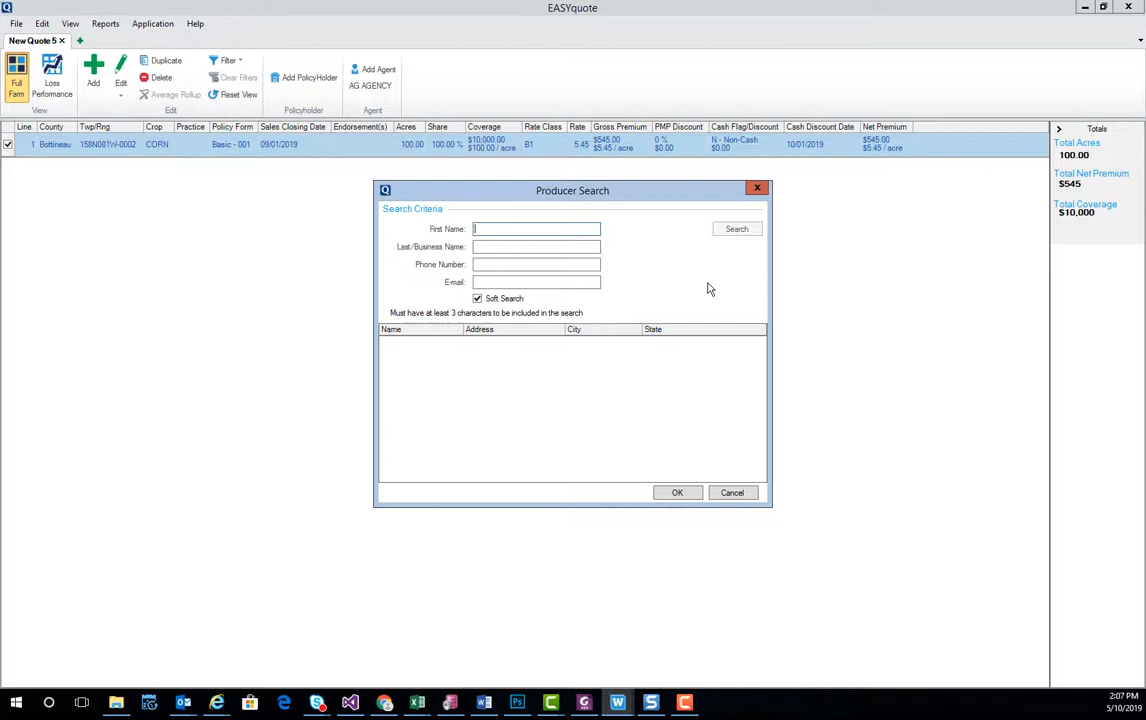 EASYquote
File Edit View Reports Application Help
New Quote 5
Full Farm
Loss Performance
View
Add
Edit
Duplicate
Delete
Average Rollup
Edit
Filter
Clear Filters
Reset View
Add PolicyHolder
Policyholder
Add Agent
AG AGENCY
Agent
Line County Twp/Rng Crop Practice Policy Form Sales Closing Date Endorsement(s) Acres Share Coverage Rate Class Rate Gross Premium PMP Discount Cash Flag/Discount Cash Discount Date Net Premium
1 Bottineau 158N081W-0002 CORN Basic - 001 09/01/2019 100.00 100.00 % $10,000.00 B1 5.45 $545.00 0 % N - Non-Cash 10/01/2019 $545.00
$100.00 / acre $5.45 / acre $0.00 $0.00 $5.45 / acre
Totals
Total Acres
100.00
Total Net Premium
$545
Total Coverage
$10,000
Producer Search
Search Criteria
First Name:
Search
Last/Business Name:
Phone Number:
E-mail:
Soft Search
Must have at least 3 characters to be included in the search
Name Address City State
OK Cancel
2:07 PM
5/10/2019